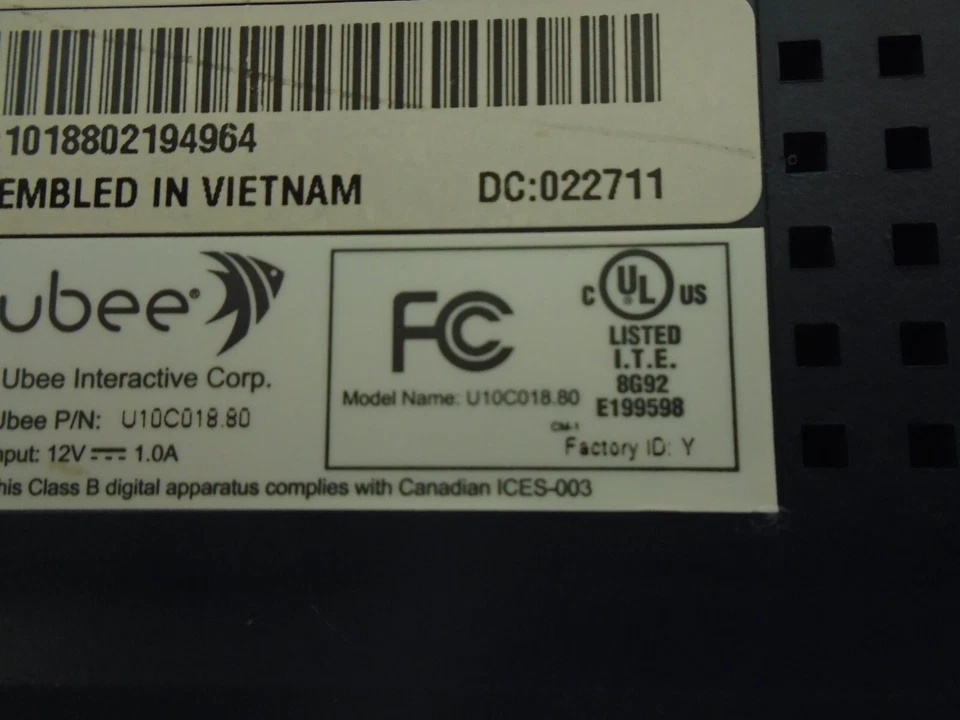 :1018802194964
EMBLED IN VIETNAM DC:022711
ubee®
Ubee Interactive Corp.
Ubee P/N: U10C018.80
nput: 12V 1.0A
FC
Model Name: U10C018.80
C UL ® US
LISTED
I.T.E.
8G92
E199598
CM-1
Factory ID: Y
his Class B digital apparatus complies with Canadian ICES-003